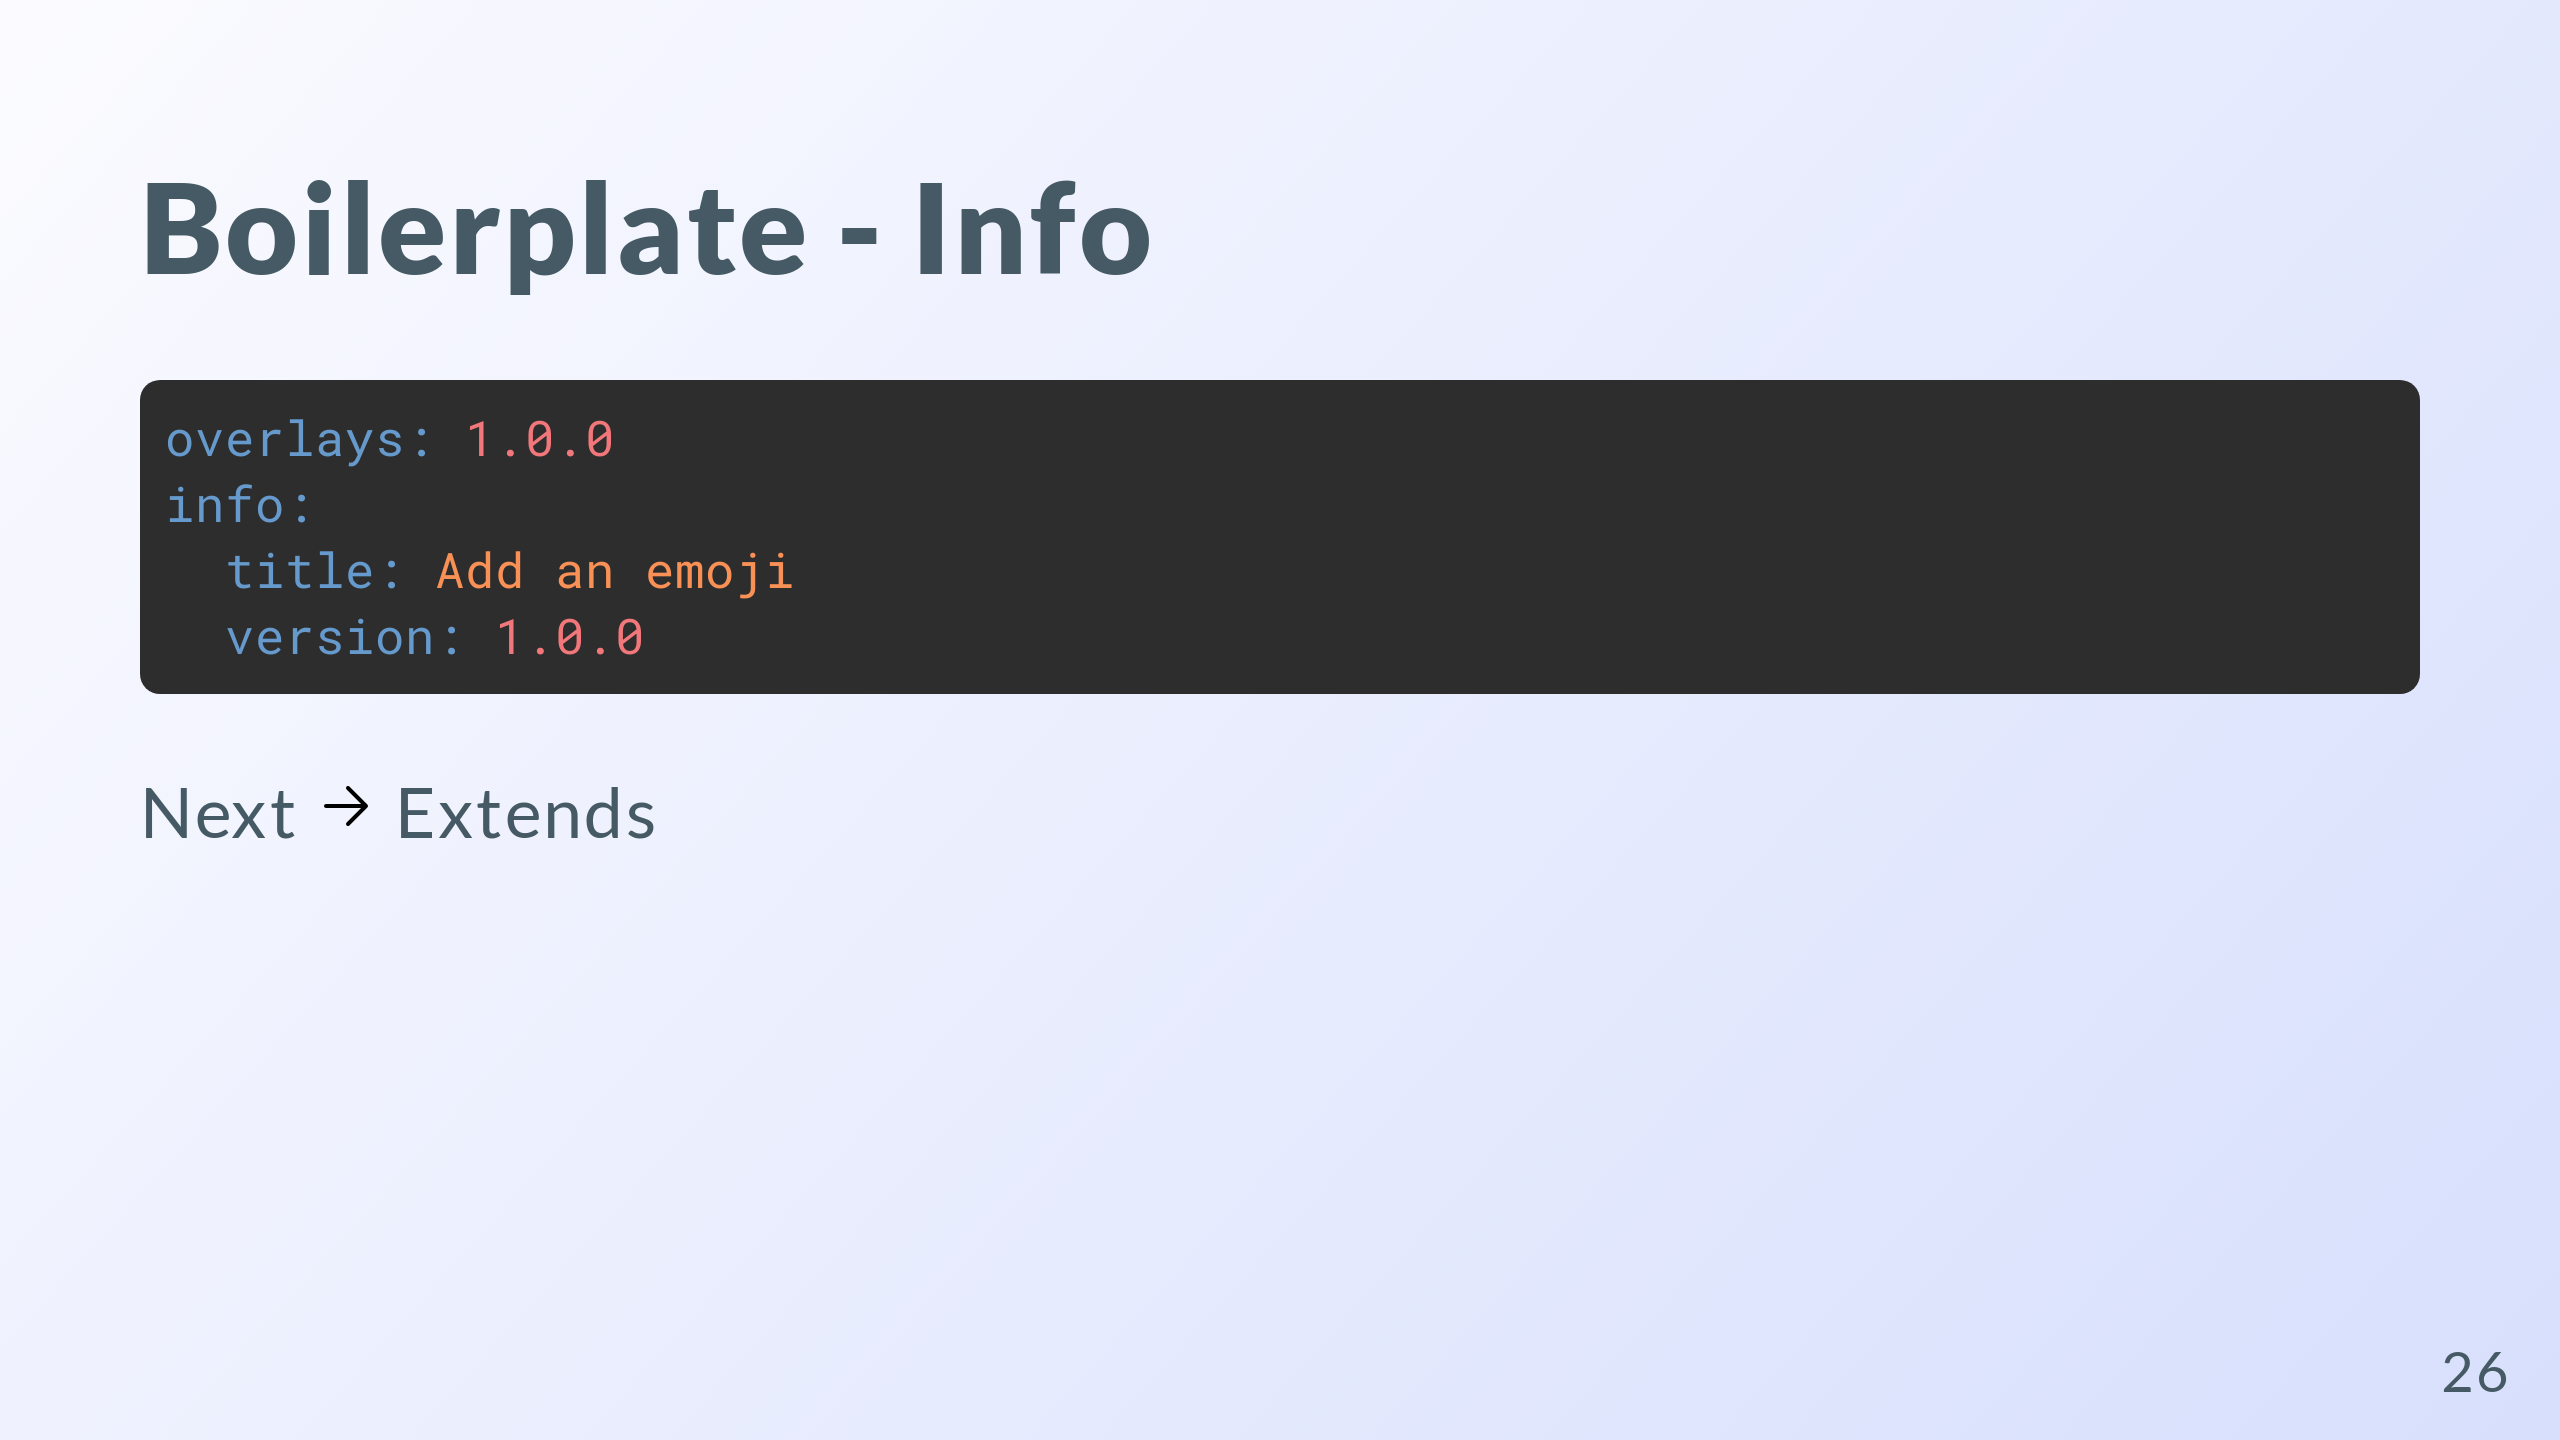 Boilerplate - Info
overlays: 1.0.0
info:
  title: Add an emoji
  version: 1.0.0
Next → Extends
26